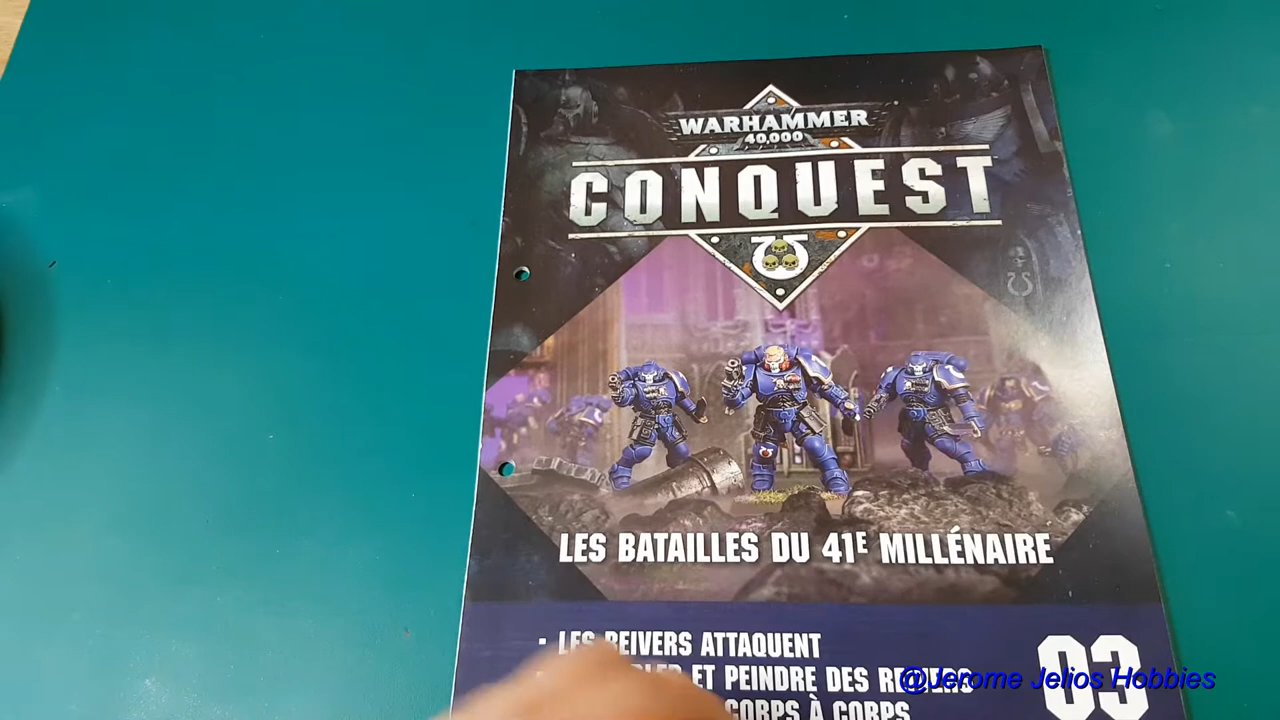 WARHAMMER
40,000
CONQUEST
LES BATAILLES DU 41E MILLÉNAIRE
· LES REIVERS ATTAQUENT
ET PEINDRE DES REIVERS
CORPS À CORPS
03
@Jerome Jelios Hobbies